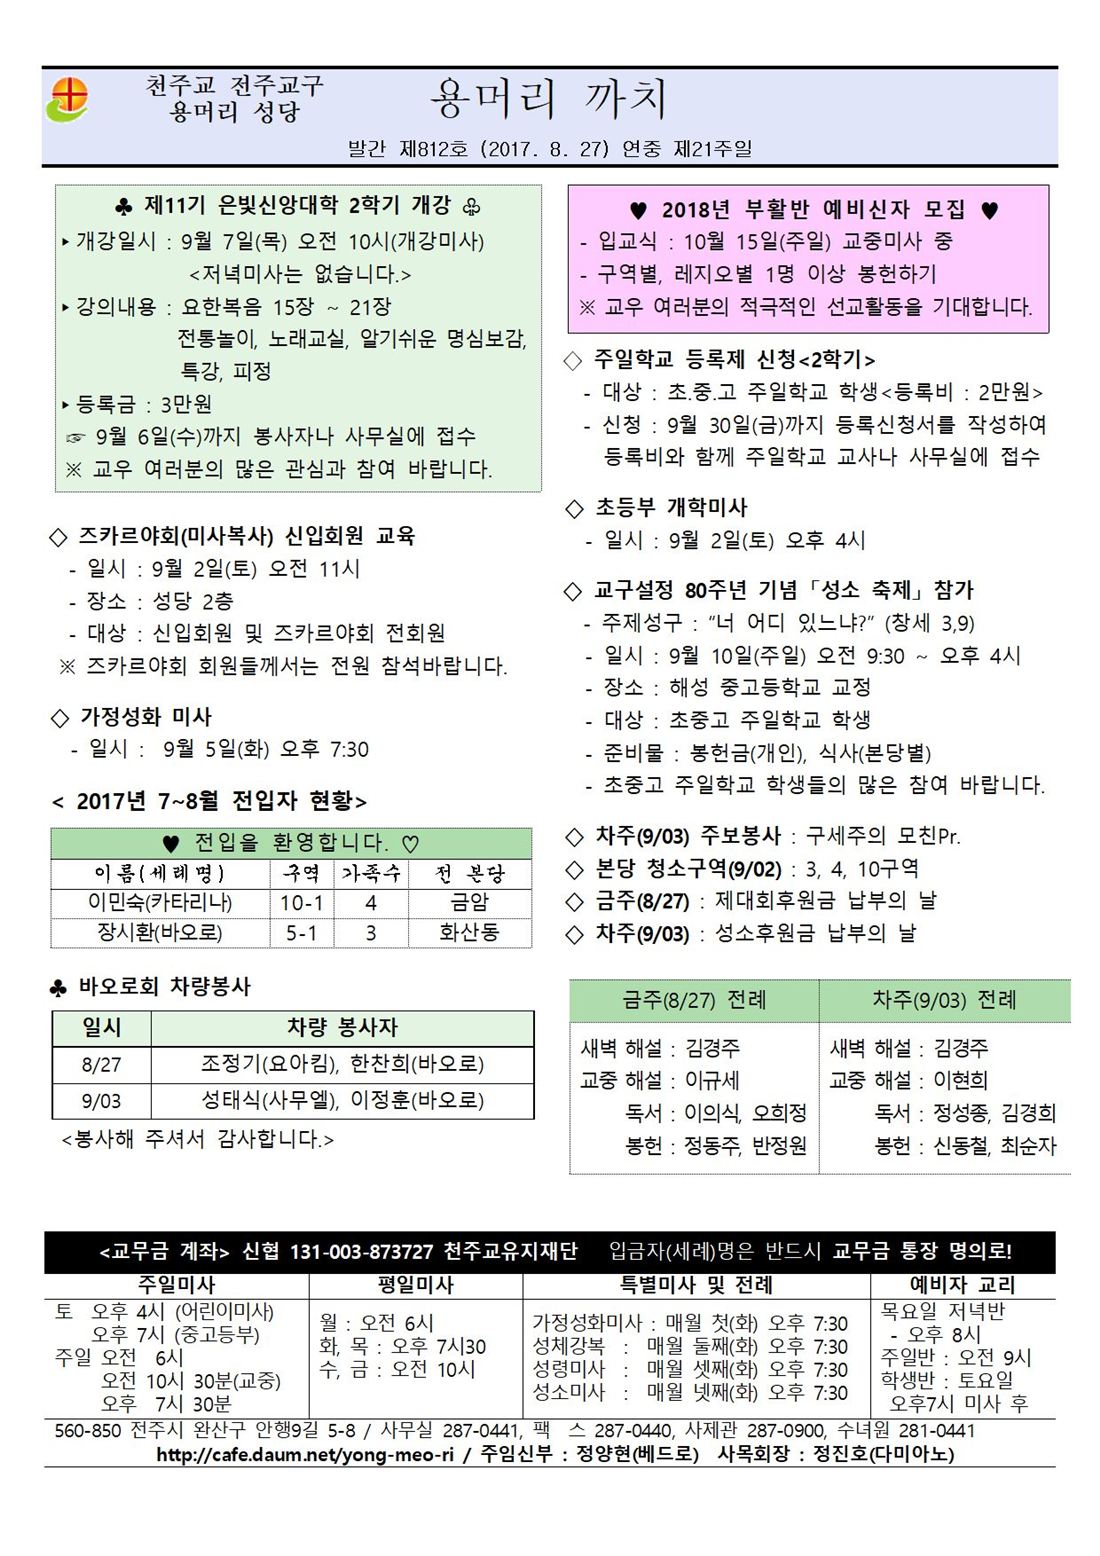 천주교 전주교구
용머리 성당
용머리 까치
발간 제812호 (2017. 8. 27) 연중 제21주일
♣ 제11기 은빛신앙대학 2학기 개강 ♧
▸개강일시 : 9월 7일(목) 오전 10시(개강미사)
<저녁미사는 없습니다.>
▸강의내용 : 요한복음 15장 ~ 21장
전통놀이, 노래교실, 알기쉬운 명심보감,
특강, 피정
▸등록금 : 3만원
☞ 9월 6일(수)까지 봉사자나 사무실에 접수
※ 교우 여러분의 많은 관심과 참여 바랍니다.
◇ 즈카르야회(미사복사) 신입회원 교육
- 일시 : 9월 2일(토) 오전 11시
- 장소 : 성당 2층
- 대상 : 신입회원 및 즈카르야회 전회원
※ 즈카르야회 회원들께서는 전원 참석바랍니다.
◇ 가정성화 미사
- 일시 : 9월 5일(화) 오후 7:30
< 2017년 7~8월 전입자 현황>
♥ 전입을 환영합니다. ♡
이름(세례명) 구역 가족수 전 본당
이민숙(카타리나) 10-1 4 금암
장시환(바오로) 5-1 3 화산동
♣ 바오로회 차량봉사
일시 차량 봉사자
8/27 조정기(요아킴), 한찬희(바오로)
9/03 성태식(사무엘), 이정훈(바오로)
<봉사해 주셔서 감사합니다.>
♥ 2018년 부활반 예비신자 모집 ♥
- 입교식 : 10월 15일(주일) 교중미사 중
- 구역별, 레지오별 1명 이상 봉헌하기
※ 교우 여러분의 적극적인 선교활동을 기대합니다.
◇ 주일학교 등록제 신청<2학기>
- 대상 : 초.중.고 주일학교 학생<등록비 : 2만원>
- 신청 : 9월 30일(금)까지 등록신청서를 작성하여
등록비와 함께 주일학교 교사나 사무실에 접수
◇ 초등부 개학미사
- 일시 : 9월 2일(토) 오후 4시
◇ 교구설정 80주년 기념「성소 축제」참가
- 주제성구 : “너 어디 있느냐?” (창세 3,9)
- 일시 : 9월 10일(주일) 오전 9:30 ~ 오후 4시
- 장소 : 해성 중고등학교 교정
- 대상 : 초중고 주일학교 학생
- 준비물 : 봉헌금(개인), 식사(본당별)
- 초중고 주일학교 학생들의 많은 참여 바랍니다.
◇ 차주(9/03) 주보봉사 : 구세주의 모친Pr.
◇ 본당 청소구역(9/02) : 3, 4, 10구역
◇ 금주(8/27) : 제대회후원금 납부의 날
◇ 차주(9/03) : 성소후원금 납부의 날
금주(8/27) 전례 차주(9/03) 전례
새벽 해설 : 김경주 새벽 해설 : 김경주
교중 해설 : 이규세 교중 해설 : 이현희
독서 : 이의식, 오희정 독서 : 정성종, 김경희
봉헌 : 정동주, 반정원 봉헌 : 신동철, 최순자
<교무금 계좌> 신협 131-003-873727 천주교유지재단 입금자(세례)명은 반드시 교무금 통장 명의로!
주일미사 평일미사 특별미사 및 전례 예비자 교리
토 오후 4시 (어린이미사)
오후 7시 (중고등부)
주일 오전 6시
오전 10시 30분(교중)
오후 7시 30분
월 : 오전 6시
화, 목 : 오후 7시30
수, 금 : 오전 10시
가정성화미사 : 매월 첫(화) 오후 7:30
성체강복 : 매월 둘째(화) 오후 7:30
성령미사 : 매월 셋째(화) 오후 7:30
성소미사 : 매월 넷째(화) 오후 7:30
목요일 저녁반
- 오후 8시
주일반 : 오전 9시
학생반 : 토요일
오후7시 미사 후
560-850 전주시 완산구 안행9길 5-8 / 사무실 287-0441, 팩 스 287-0440, 사제관 287-0900, 수녀원 281-0441
http://cafe.daum.net/yong-meo-ri / 주임신부 : 정양현(베드로) 사목회장 : 정진호(다미아노)